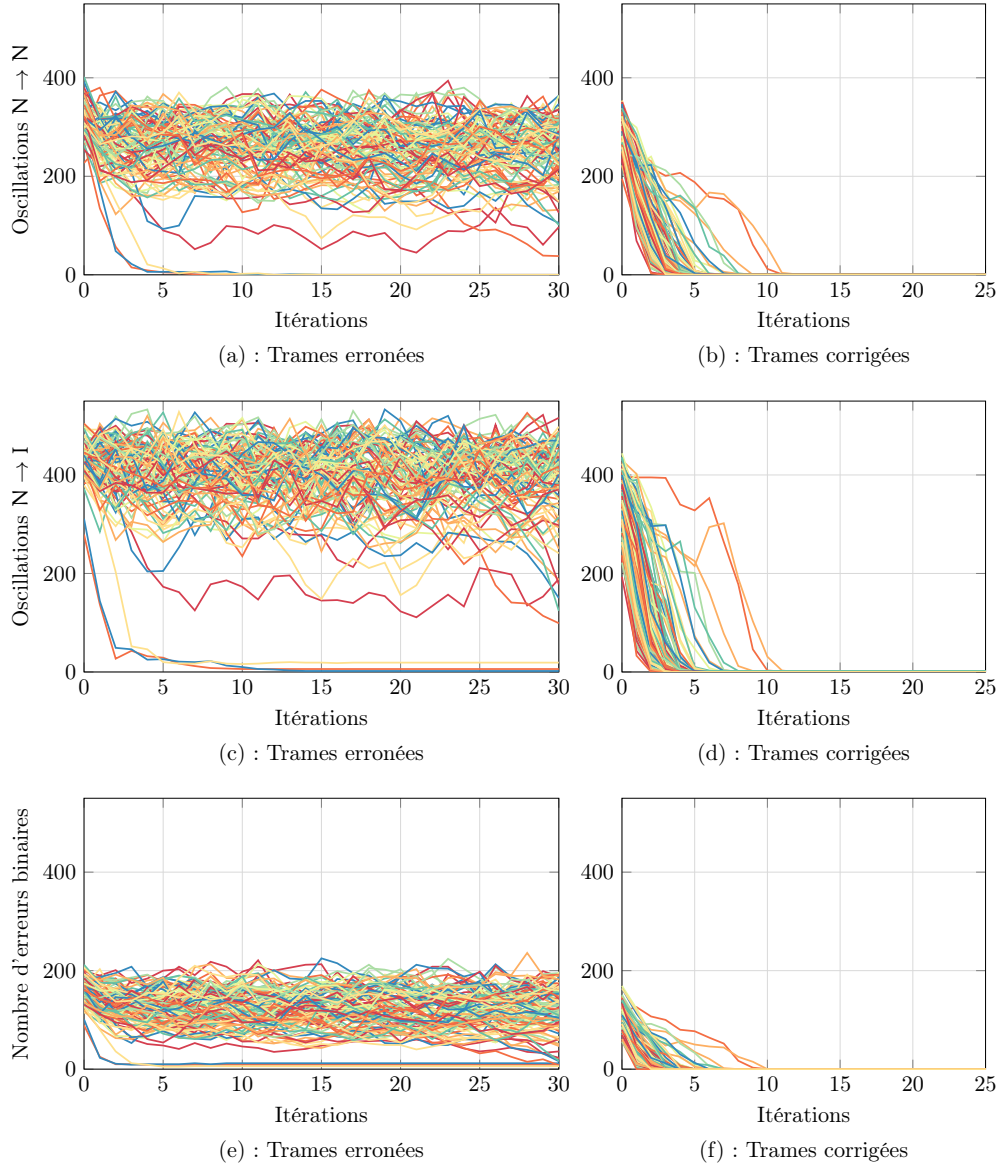 Oscillations N → N
400
200
0
0 5 10 15 20 25 30
Itérations
(a) : Trames erronées
400
200
0
0 5 10 15 20 25
Itérations
(b) : Trames corrigées
Oscillations N → I
400
200
0
0 5 10 15 20 25 30
Itérations
(c) : Trames erronées
400
200
0
0 5 10 15 20 25
Itérations
(d) : Trames corrigées
Nombre d'erreurs binaires
400
200
0
0 5 10 15 20 25 30
Itérations
(e) : Trames erronées
400
200
0
0 5 10 15 20 25
Itérations
(f) : Trames corrigées